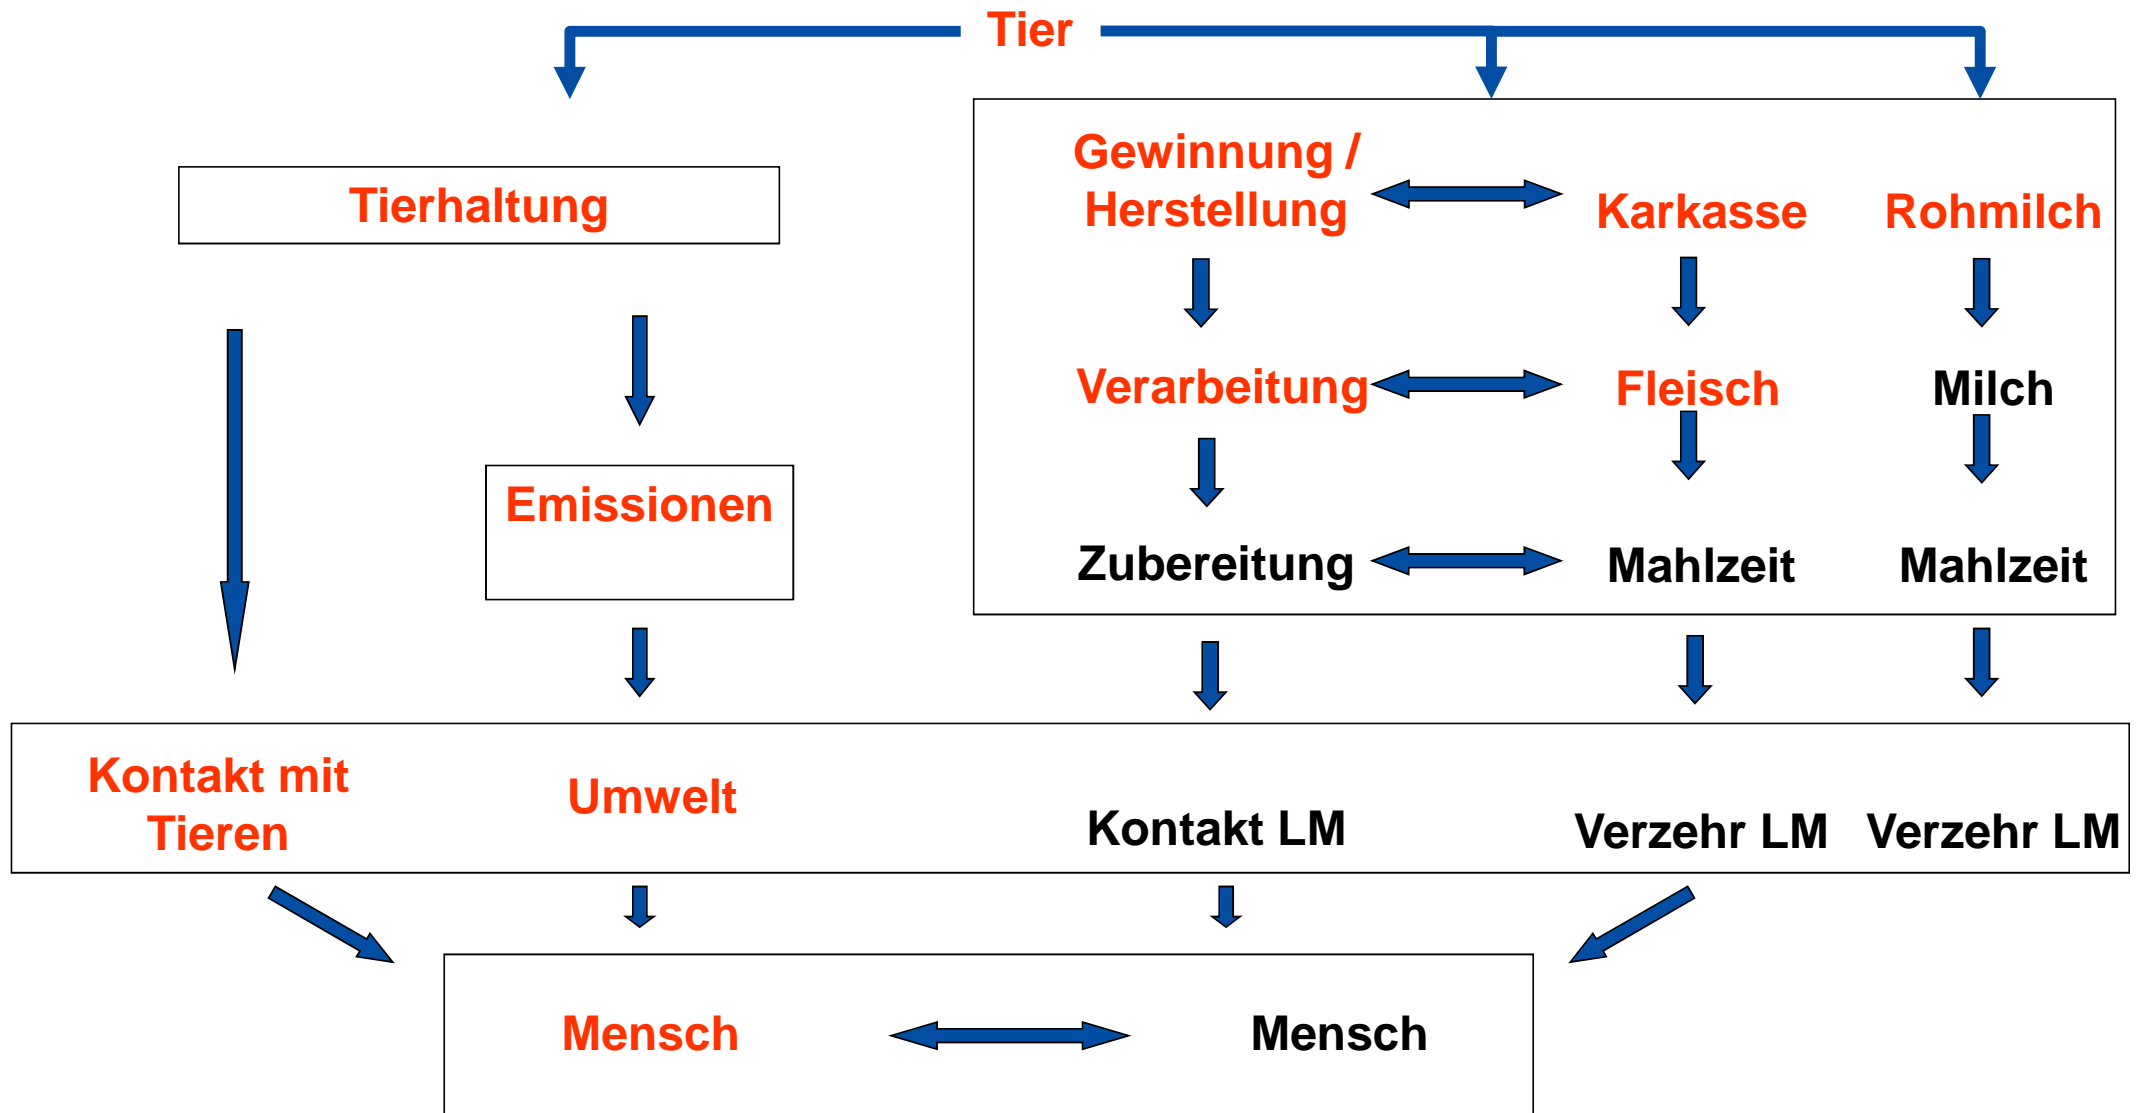 Tier
Tierhaltung
Gewinnung /
Herstellung
Karkasse
Rohmilch
Verarbeitung
Fleisch
Milch
Emissionen
Zubereitung
Mahlzeit
Mahlzeit
Kontakt mit
Tieren
Umwelt
Kontakt LM
Verzehr LM
Verzehr LM
Mensch
Mensch